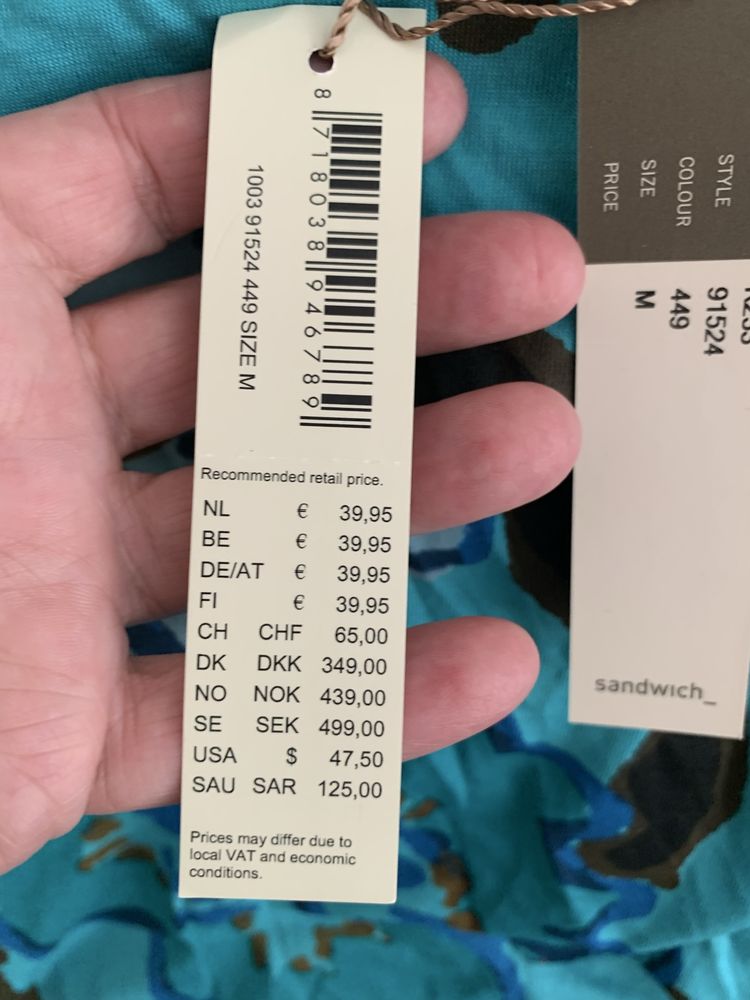 8 718038 946789
1003 91524 449 SIZE M
Recommended retail price.
NL € 39,95
BE € 39,95
DE/AT € 39,95
FI € 39,95
CH CHF 65,00
DK DKK 349,00
NO NOK 439,00
SE SEK 499,00
USA $ 47,50
SAU SAR 125,00
Prices may differ due to
local VAT and economic
conditions.
STYLE 91524
COLOUR 449
SIZE M
PRICE
sandwich_